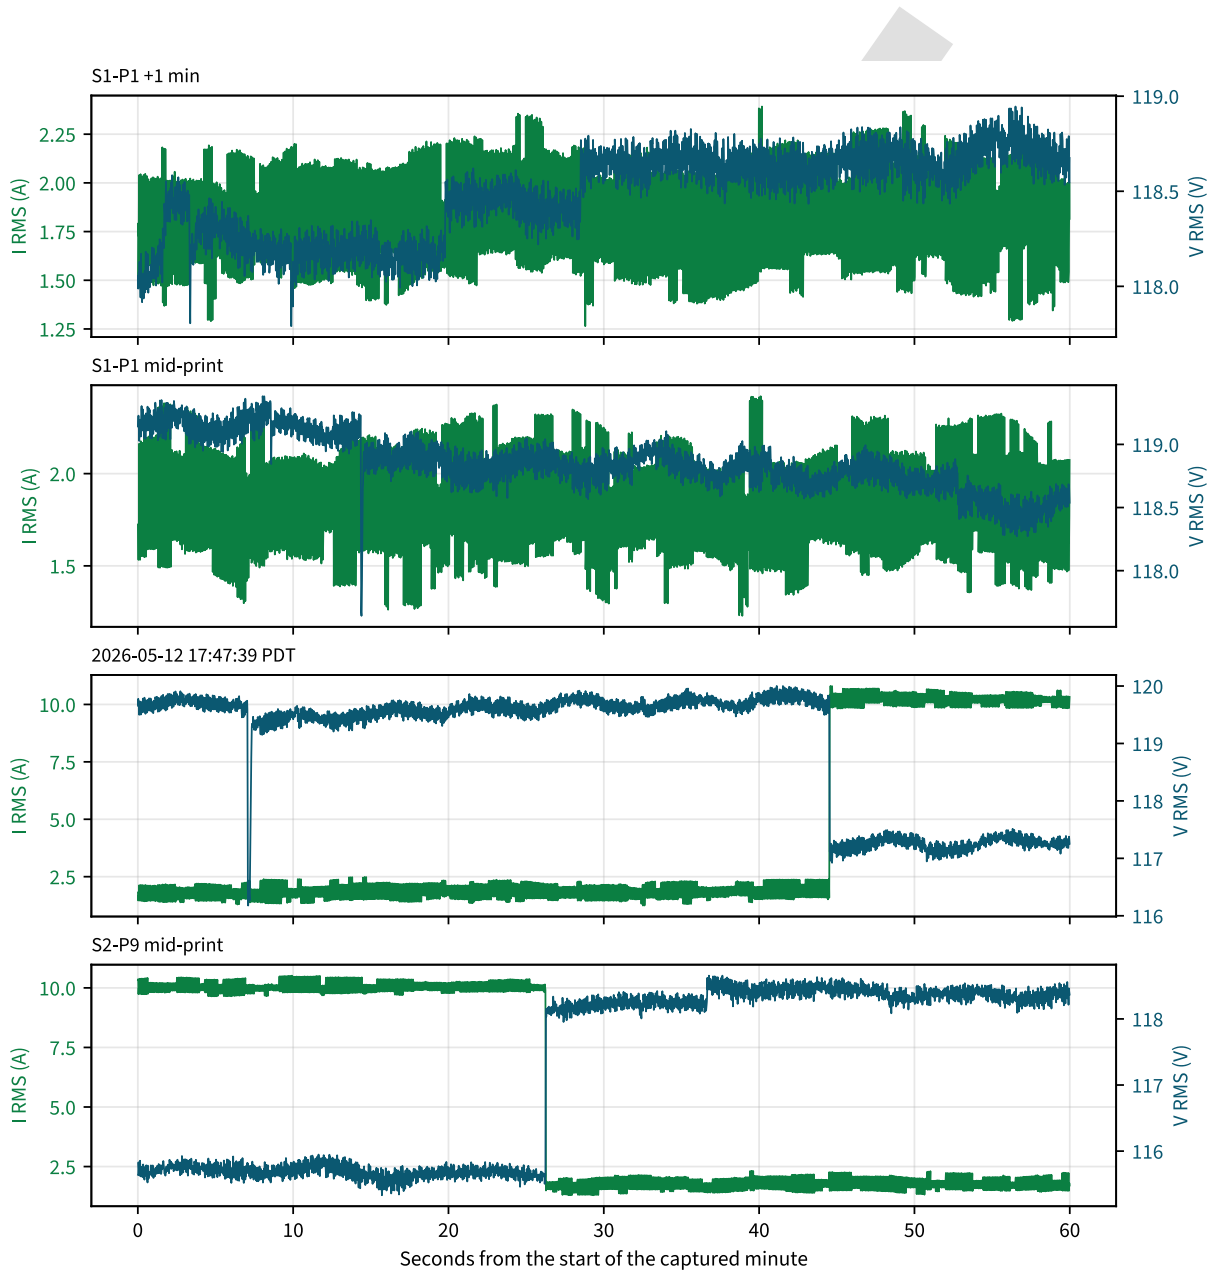 S1-P1 +1 min
2.25
2.00
1.75
1.50
1.25
I RMS (A)
119.0
118.5
118.0
V RMS (V)
S1-P1 mid-print
2.0
1.5
I RMS (A)
119.0
118.5
118.0
V RMS (V)
2026-05-12 17:47:39 PDT
10.0
7.5
5.0
2.5
I RMS (A)
120
119
118
117
116
V RMS (V)
S2-P9 mid-print
10.0
7.5
5.0
2.5
I RMS (A)
118
117
116
V RMS (V)
0 10 20 30 40 50 60
Seconds from the start of the captured minute